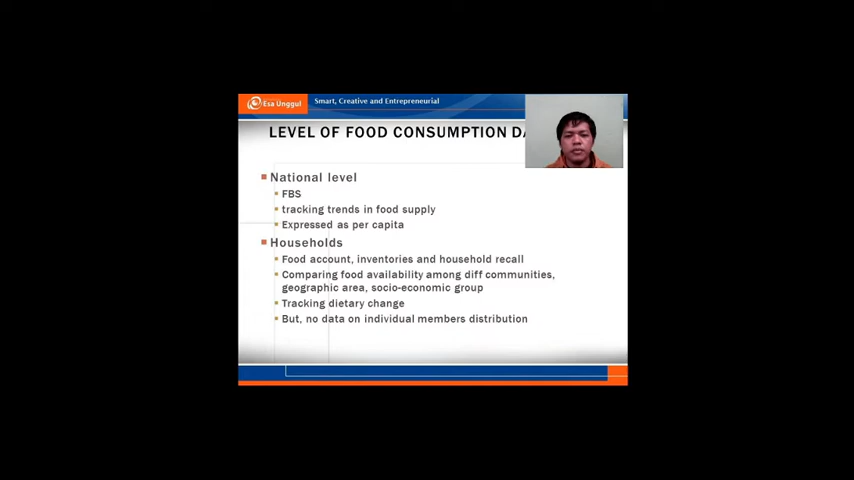 Esa Unggul
Smart, Creative and Entrepreneurial
LEVEL OF FOOD CONSUMPTION
National level
FBS
tracking trends in food supply
Expressed as per capita
Households
Food account, inventories and household recall
Comparing food availability among diff communities,
geographic area, socio-economic group
Tracking dietary change
But, no data on individual members distribution